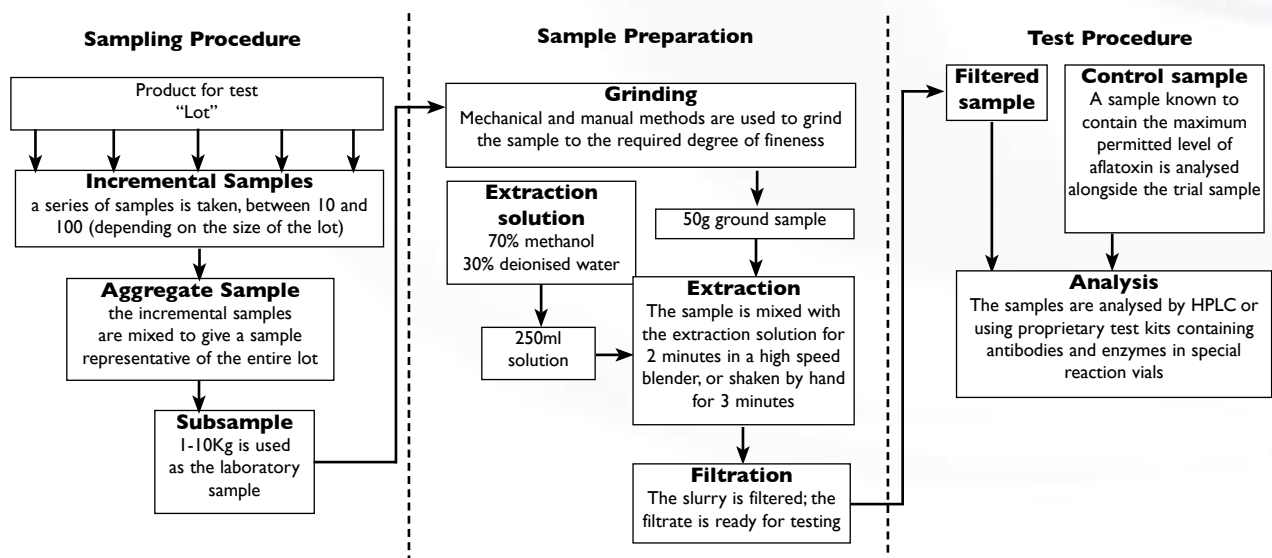 Sampling Procedure
Product for test
“Lot”
Incremental Samples
a series of samples is taken, between 10 and
100 (depending on the size of the lot)
Aggregate Sample
the incremental samples
are mixed to give a sample
representative of the entire lot
Subsample
1-10Kg is used
as the laboratory
sample
Sample Preparation
Grinding
Mechanical and manual methods are used to grind
the sample to the required degree of fineness
Extraction
solution
70% methanol
30% deionised water
50g ground sample
250ml
solution
Extraction
The sample is mixed with
the extraction solution for
2 minutes in a high speed
blender, or shaken by hand
for 3 minutes
Filtration
The slurry is filtered; the
filtrate is ready for testing
Test Procedure
Filtered
sample
Control sample
A sample known to
contain the maximum
permitted level of
aflatoxin is analysed
alongside the trial sample
Analysis
The samples are analysed by HPLC or
using proprietary test kits containing
antibodies and enzymes in special
reaction vials